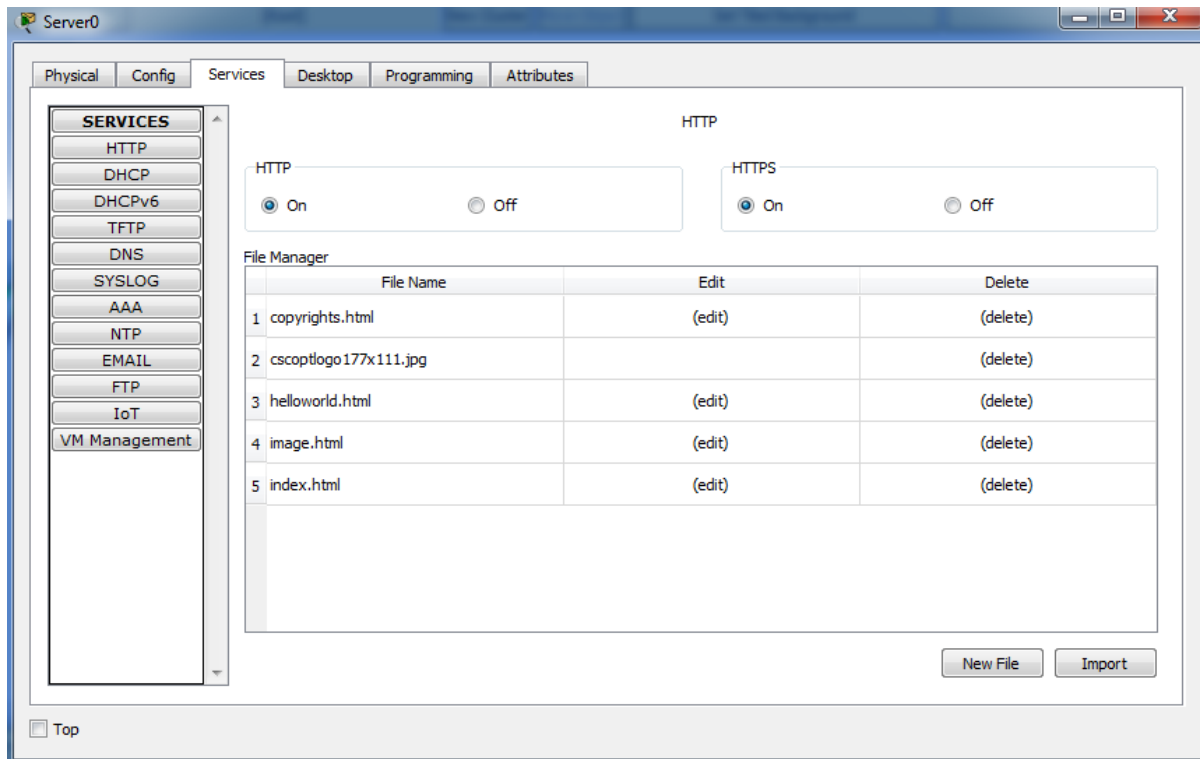 Server0
Physical Config Services Desktop Programming Attributes
SERVICES
HTTP
DHCP
DHCPv6
TFTP
DNS
SYSLOG
AAA
NTP
EMAIL
FTP
IoT
VM Management
HTTP
HTTP
On Off
HTTPS
On Off
File Manager
File Name Edit Delete
1 copyrights.html (edit) (delete)
2 cscoptlogo177x111.jpg (delete)
3 helloworld.html (edit) (delete)
4 image.html (edit) (delete)
5 index.html (edit) (delete)
New File Import
Top